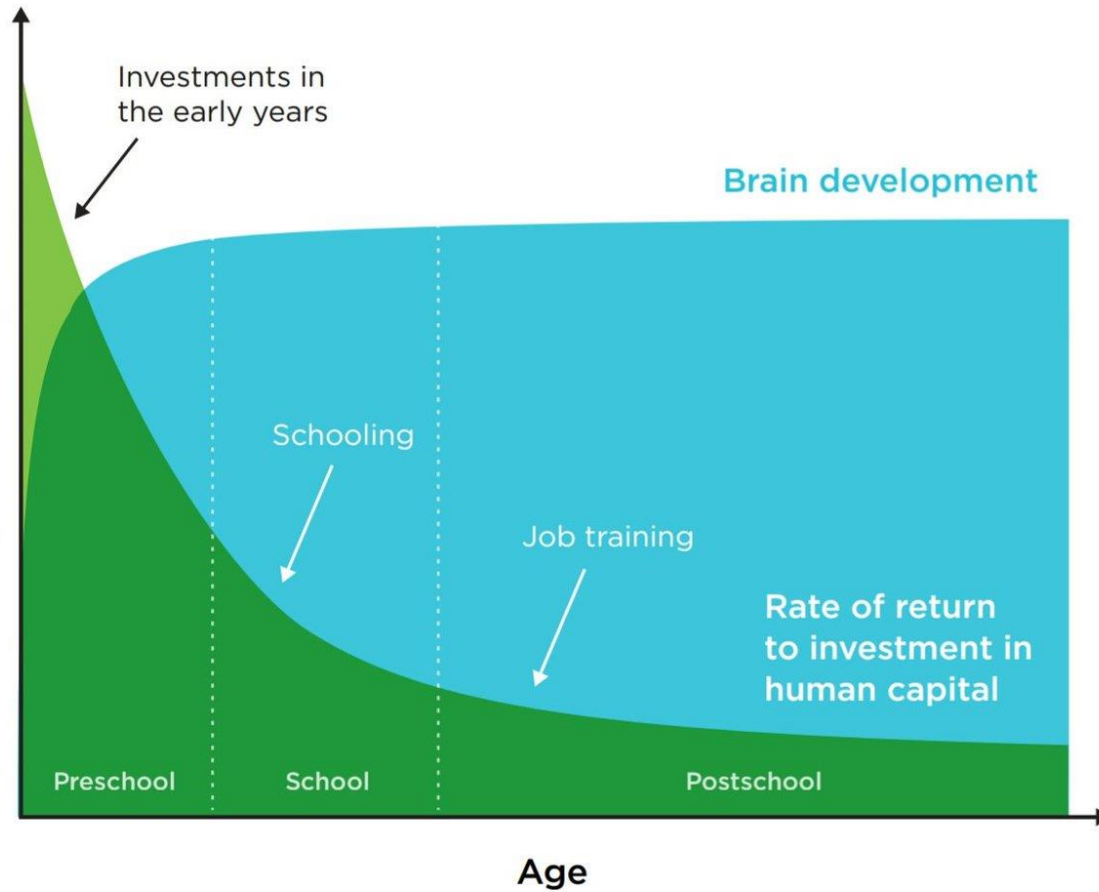 Investments in
the early years
Brain development
Schooling
Job training
Rate of return
to investment in
human capital
Preschool
School
Postschool
Age